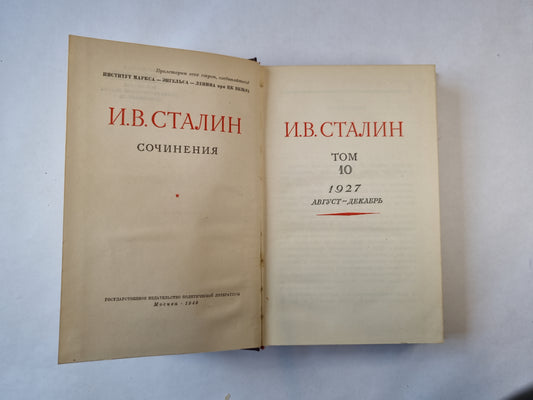 Пролетарии всех стран, соединяйтесь!
ИНСТИТУТ МАРКСА — ЭНГЕЛЬСА — ЛЕНИНА при ЦК ВКП(б)
И.В.СТАЛИН
СОЧИНЕНИЯ
ГОСУДАРСТВЕННОЕ ИЗДАТЕЛЬСТВО ПОЛИТИЧЕСКОЙ ЛИТЕРАТУРЫ
Москва • 1949
И.В.СТАЛИН
ТОМ
10
1927
АВГУСТ—ДЕКАБРЬ